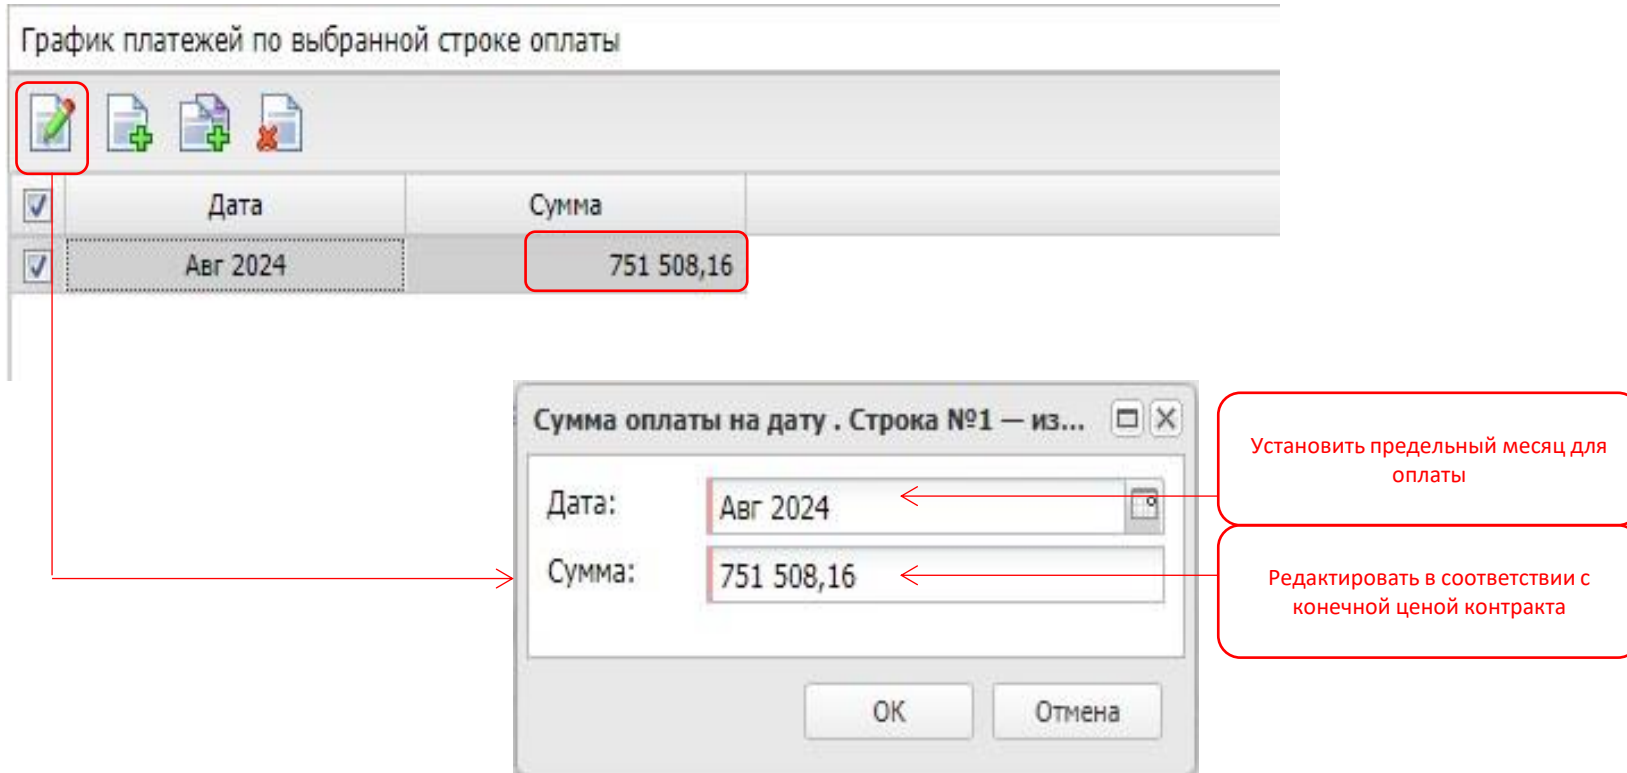 График платежей по выбранной строке оплаты
Дата Сумма
Авг 2024 751 508,16
Сумма оплаты на дату . Строка №1 — из...
Дата: Авг 2024
Сумма: 751 508,16
ОК Отмена
Установить предельный месяц для
оплаты
Редактировать в соответствии с
конечной ценой контракта